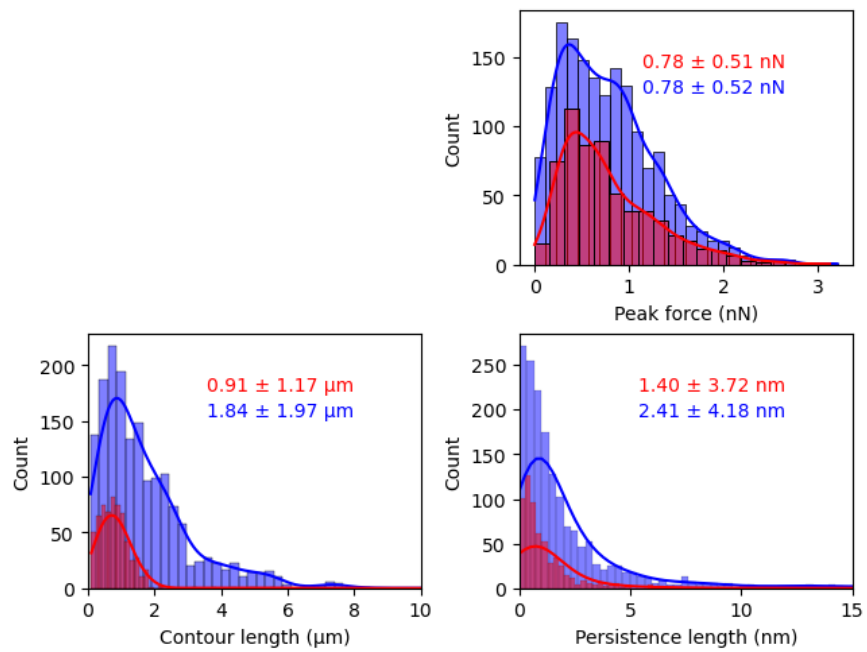 150
100
50
0
Count
0.78 ± 0.51 nN
0.78 ± 0.52 nN
0 1 2 3
Peak force (nN)
200
150
100
50
0
Count
0.91 ± 1.17 µm
1.84 ± 1.97 µm
0 2 4 6 8 10
Contour length (µm)
250
200
150
100
50
0
Count
1.40 ± 3.72 nm
2.41 ± 4.18 nm
0 5 10 15
Persistence length (nm)